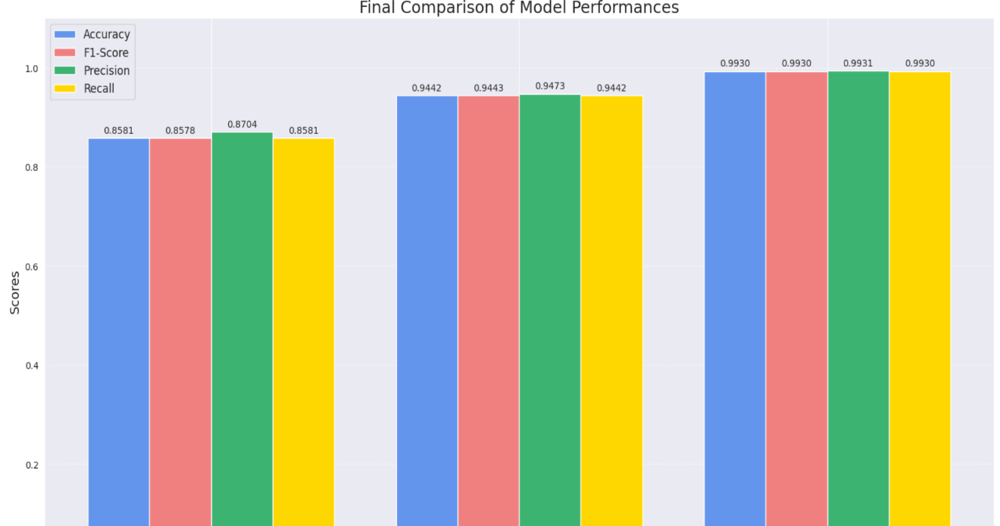 Final Comparison of Model Performances
Accuracy
F1-Score
Precision
Recall
1.0
0.8
0.6
0.4
0.2
Scores
0.8581 0.8578 0.8704 0.8581
0.9442 0.9443 0.9473 0.9442
0.9930 0.9930 0.9931 0.9930